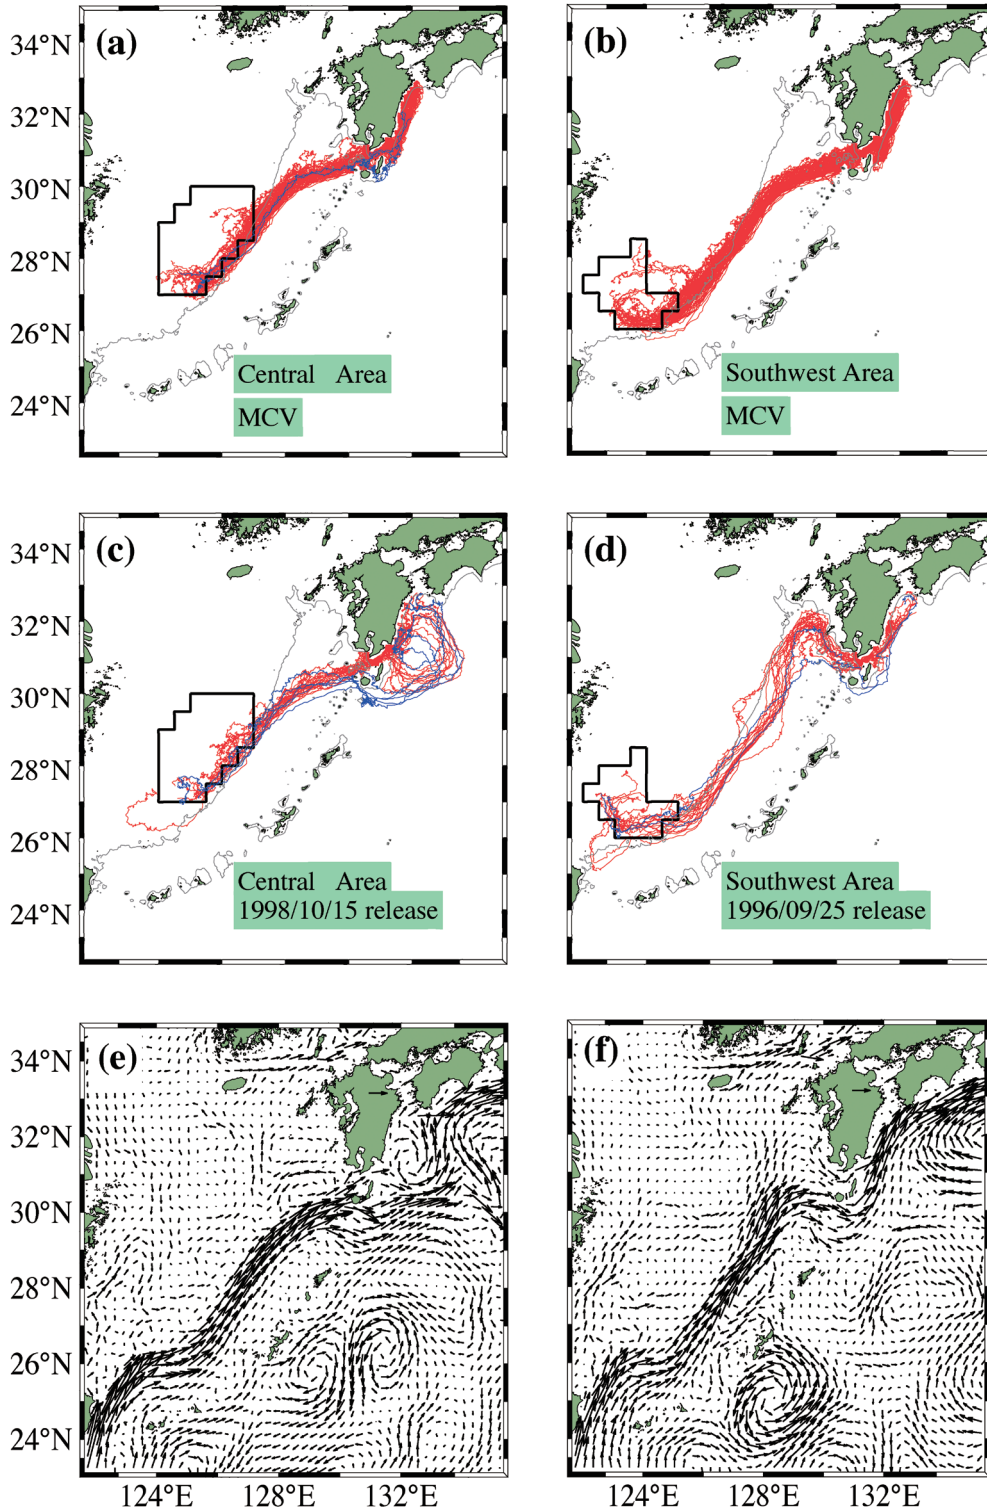 (a)
(b)
34°N
32°N
30°N
28°N
26°N
24°N
Central Area
MCV
Southwest Area
MCV
(c)
(d)
34°N
32°N
30°N
28°N
26°N
24°N
Central Area
1998/10/15 release
Southwest Area
1996/09/25 release
(e)
(f)
34°N
32°N
30°N
28°N
26°N
24°N
124°E 128°E 132°E
124°E 128°E 132°E